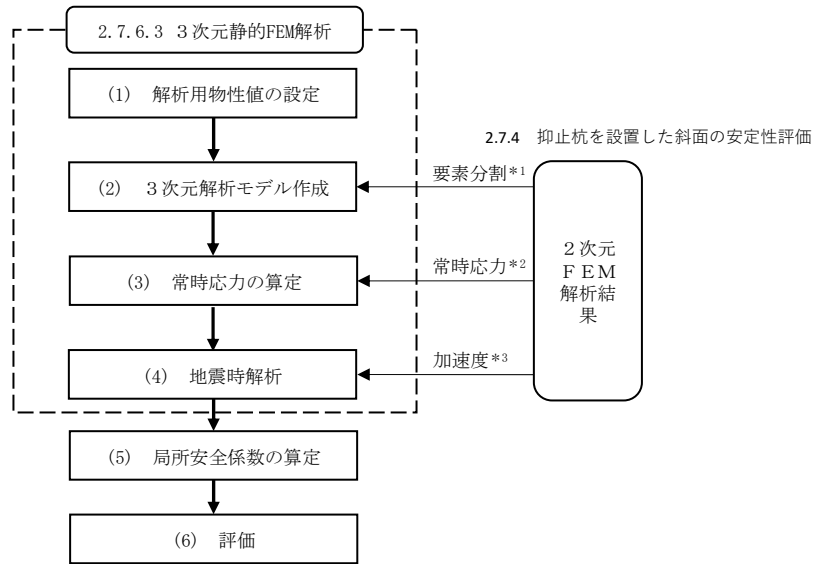 2.7.6.3 ３次元静的FEM解析
(1) 解析用物性値の設定
2.7.4 抑止杭を設置した斜面の安定性評価
(2) ３次元解析モデル作成
要素分割*1
２次元
ＦＥＭ
解析結
果
(3) 常時応力の算定
常時応力*2
(4) 地震時解析
加速度*3
(5) 局所安全係数の算定
(6) 評価